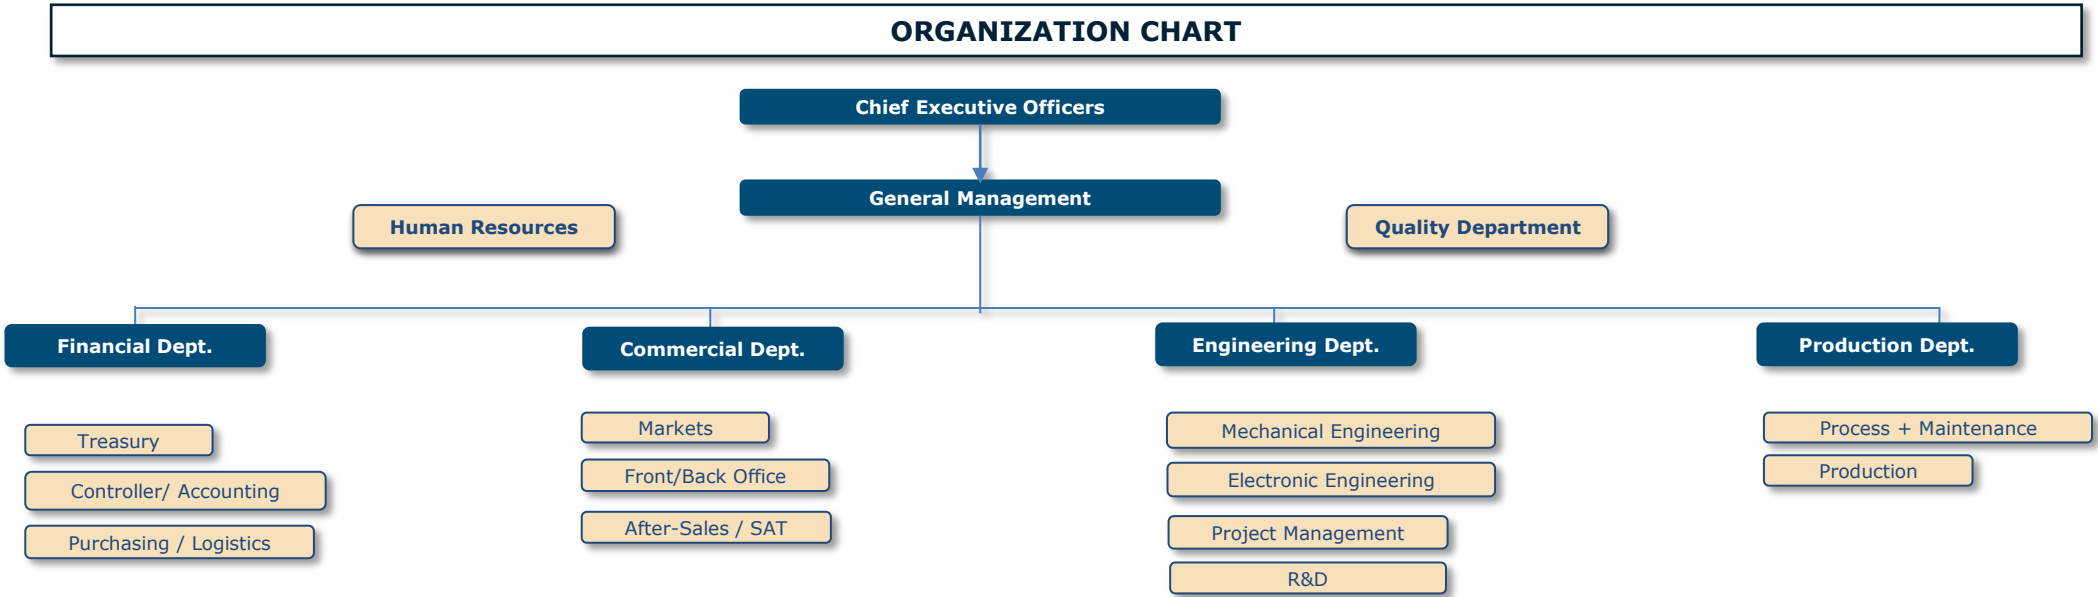 ORGANIZATION CHART
Chief Executive Officers
General Management
Human Resources
Quality Department
Financial Dept.
Commercial Dept.
Engineering Dept.
Production Dept.
Treasury
Controller/ Accounting
Purchasing / Logistics
Markets
Front/Back Office
After-Sales / SAT
Mechanical Engineering
Electronic Engineering
Project Management
R&D
Process + Maintenance
Production